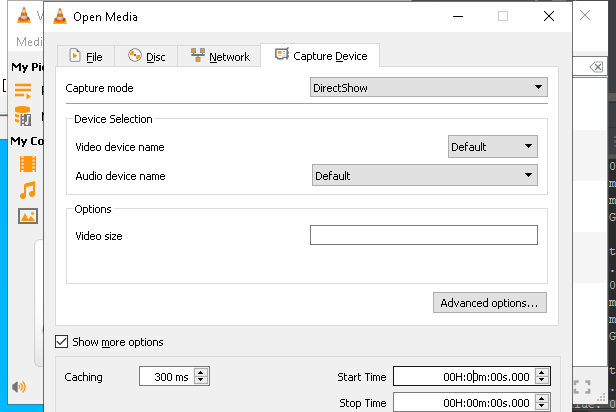 Open Media
Medi
File
Disc
Network
Capture Device
My Pi
Capture mode
DirectShow
Device Selection
Video device name
Default
My Co
Audio device name
Default
Options
Video size
Advanced options...
Show more options
Caching
300 ms
Start Time
00H:00m:00s.000
Stop Time
00H:00m:00s.000